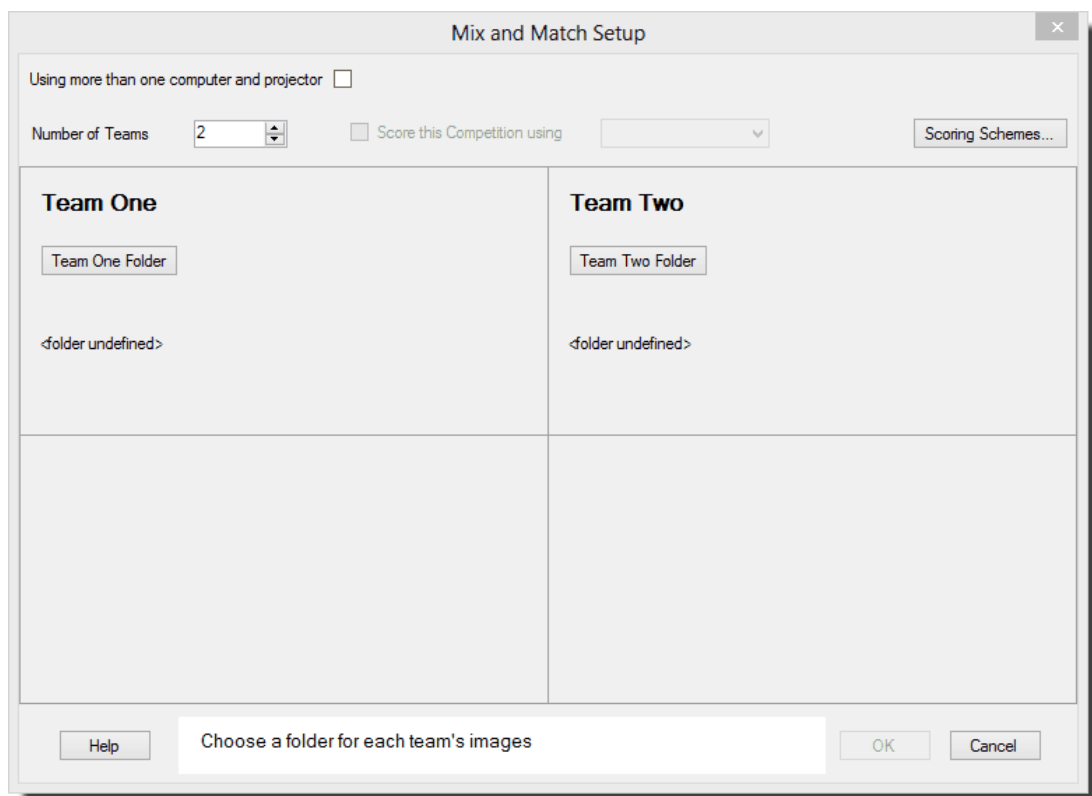 Mix and Match Setup
Using more than one computer and projector
Number of Teams 2 Score this Competition using Scoring Schemes...
Team One Team Two
Team One Folder Team Two Folder
<folder undefined> <folder undefined>
Help Choose a folder for each team's images OK Cancel